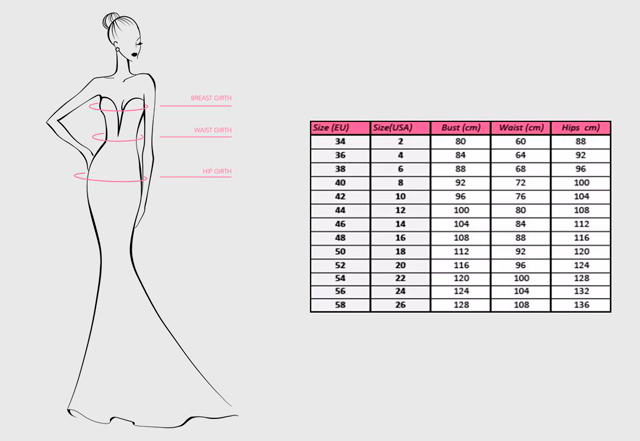 BREAST GIRTH
WAIST GIRTH
HIP GIRTH
Size (EU) Size(USA) Bust (cm) Waist (cm) Hips cm)
34 2 80 60 88
36 4 84 64 92
38 6 88 68 96
40 8 92 72 100
42 10 96 76 104
44 12 100 80 108
46 14 104 84 112
48 16 108 88 116
50 18 112 92 120
52 20 116 96 124
54 22 120 100 128
56 24 124 104 132
58 26 128 108 136